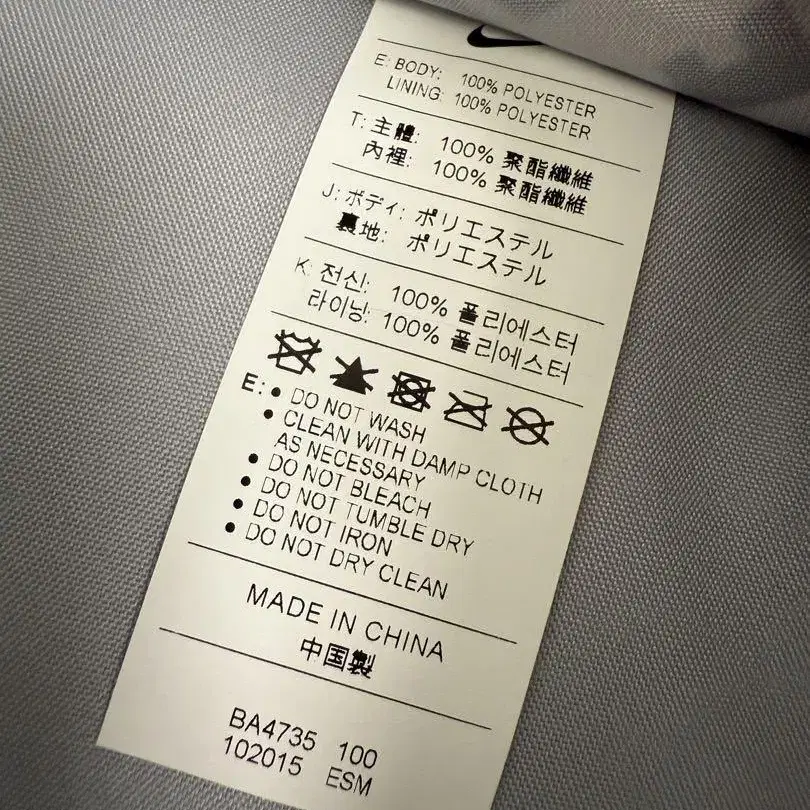 E: BODY: 100% POLYESTER
LINING: 100% POLYESTER
T: 主體: 100% 聚酯纖維
內裡: 100% 聚酯纖維
J: ボディ: ポリエステル
裏地: ポリエステル
K: 전신: 100% 폴리에스터
라이닝: 100% 폴리에스터
E: • DO NOT WASH
• CLEAN WITH DAMP CLOTH
AS NECESSARY
• DO NOT BLEACH
• DO NOT TUMBLE DRY
• DO NOT IRON
• DO NOT DRY CLEAN
MADE IN CHINA
中国製
BA4735 100
102015 ESM